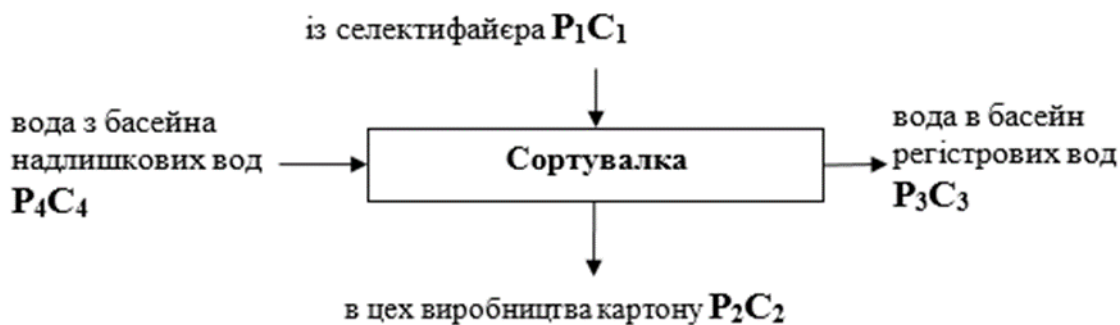 із селектифайєра P₁C₁
вода з басейна
надлишкових вод
P₄C₄
Сортувалка
вода в басейн
регістрових вод
P₃C₃
в цех виробництва картону P₂C₂